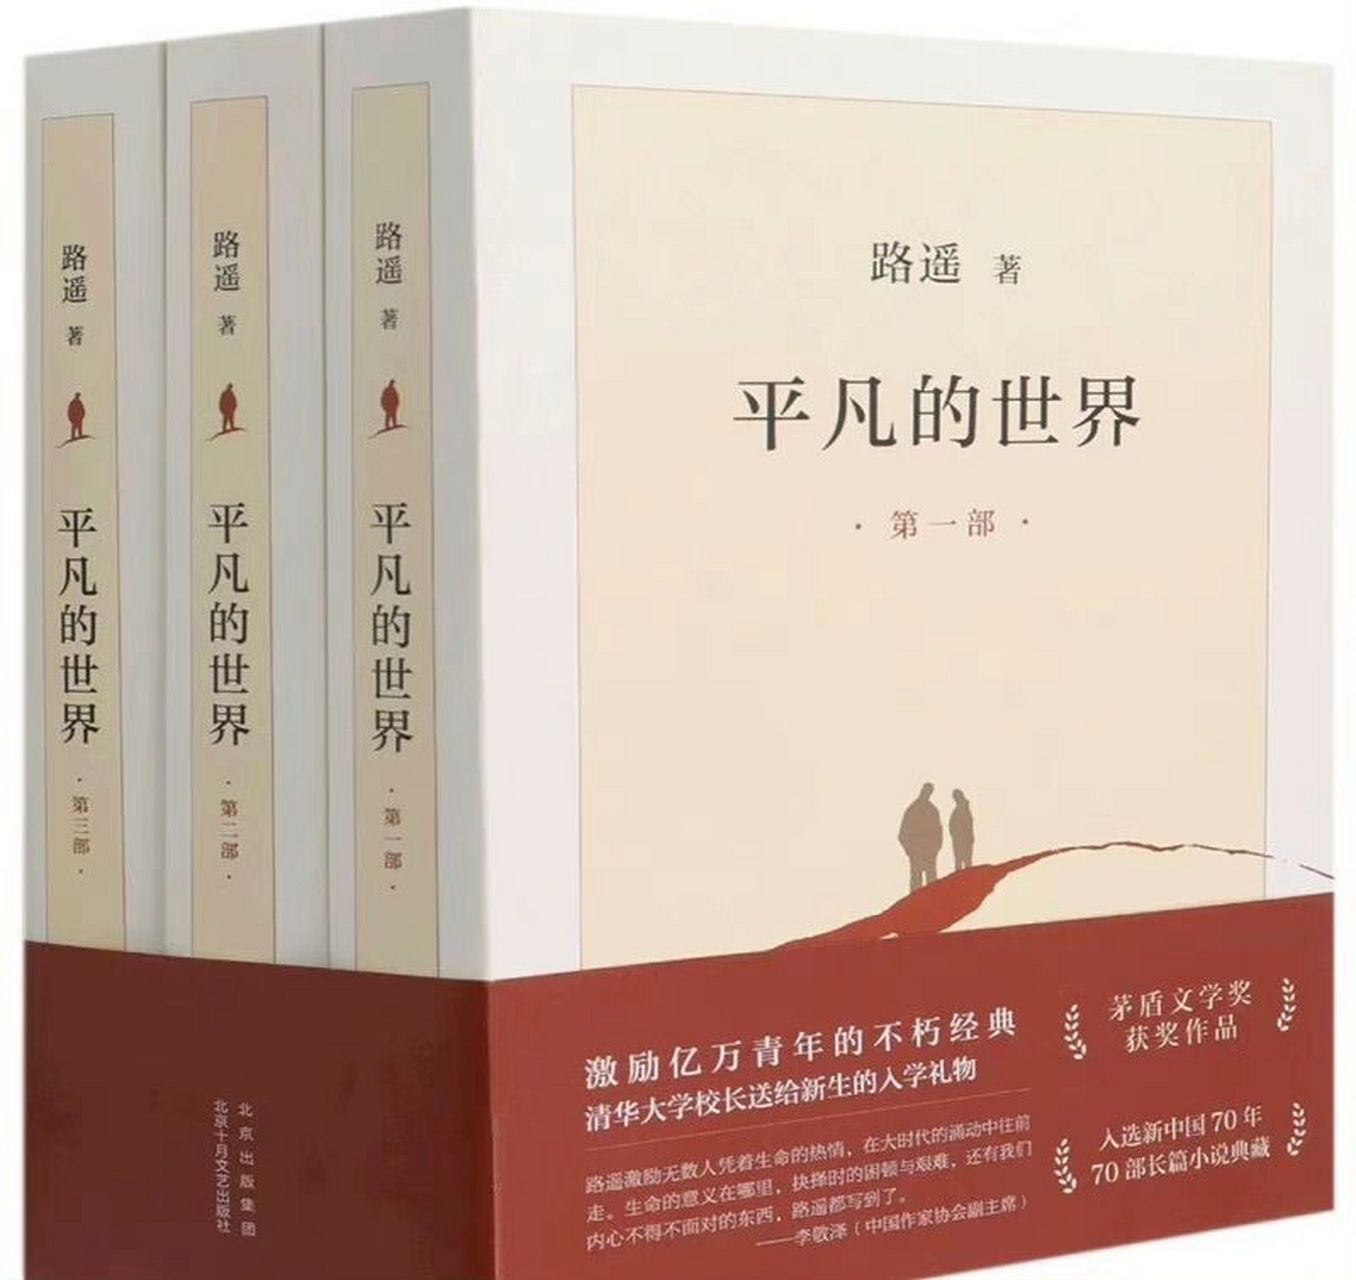 路遥 著
平凡的世界
·第三部·
路遥 著
平凡的世界
·第二部·
路遥 著
平凡的世界
·第一部·
路遥 著
平凡的世界
·第一部·
激励亿万青年的不朽经典
清华大学校长送给新生的入学礼物
路遥激励无数人凭着生命的热情，在大时代的涌动中往前
走。生命的意义在哪里，抉择时的困顿与艰难，还有我们
内心不得不面对的东西，路遥都写到了。
——李敬泽（中国作家协会副主席）
茅盾文学奖
获奖作品
入选新中国70年
70部长篇小说典藏
北京出版集团
北京十月文艺出版社